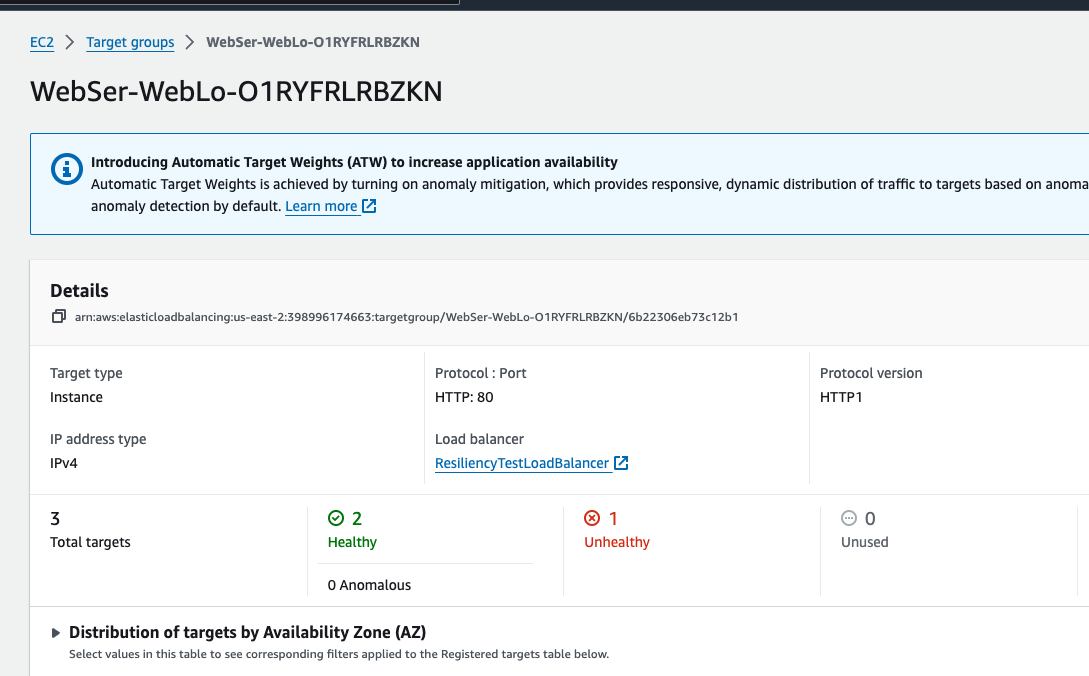 EC2 > Target groups > WebSer-WebLo-O1RYFRLRBZKN
WebSer-WebLo-O1RYFRLRBZKN
Introducing Automatic Target Weights (ATW) to increase application availability
Automatic Target Weights is achieved by turning on anomaly mitigation, which provides responsive, dynamic distribution of traffic to targets based on anoma
anomaly detection by default. Learn more
Details
arn:aws:elasticloadbalancing:us-east-2:398996174663:targetgroup/WebSer-WebLo-O1RYFRLRBZKN/6b22306eb73c12b1
Target type
Instance
Protocol : Port
HTTP: 80
Protocol version
HTTP1
IP address type
IPv4
Load balancer
ResiliencyTestLoadBalancer
3
Total targets
2
Healthy
0 Anomalous
1
Unhealthy
0
Unused
Distribution of targets by Availability Zone (AZ)
Select values in this table to see corresponding filters applied to the Registered targets table below.